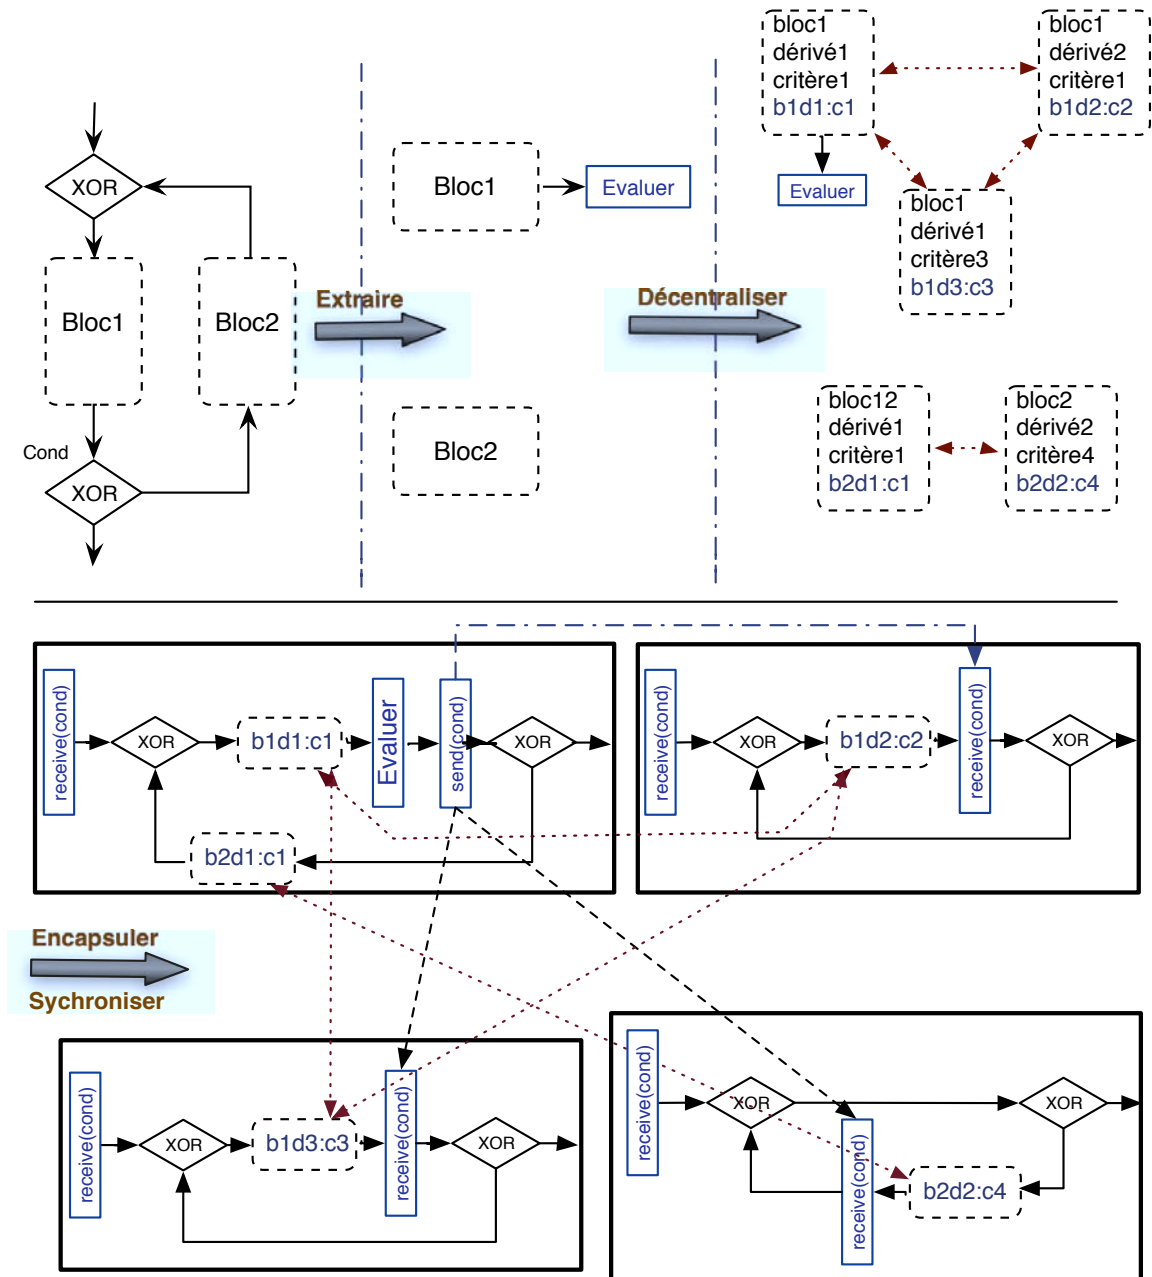 XOR
Bloc1
Bloc2
Cond
XOR
Extraire
Bloc1
Evaluer
Bloc2
Décentraliser
bloc1
dérivé1
critère1
b1d1:c1
Evaluer
bloc1
dérivé2
critère1
b1d2:c2
bloc1
dérivé1
critère3
b1d3:c3
bloc12
dérivé1
critère1
b2d1:c1
bloc2
dérivé2
critère4
b2d2:c4
receive(cond)
XOR
b1d1:c1
Evaluer
send(cond)
XOR
b2d1:c1
receive(cond)
XOR
b1d2:c2
receive(cond)
XOR
Encapsuler
Sychroniser
receive(cond)
XOR
b1d3:c3
receive(cond)
XOR
receive(cond)
XOR
receive(cond)
XOR
b2d2:c4